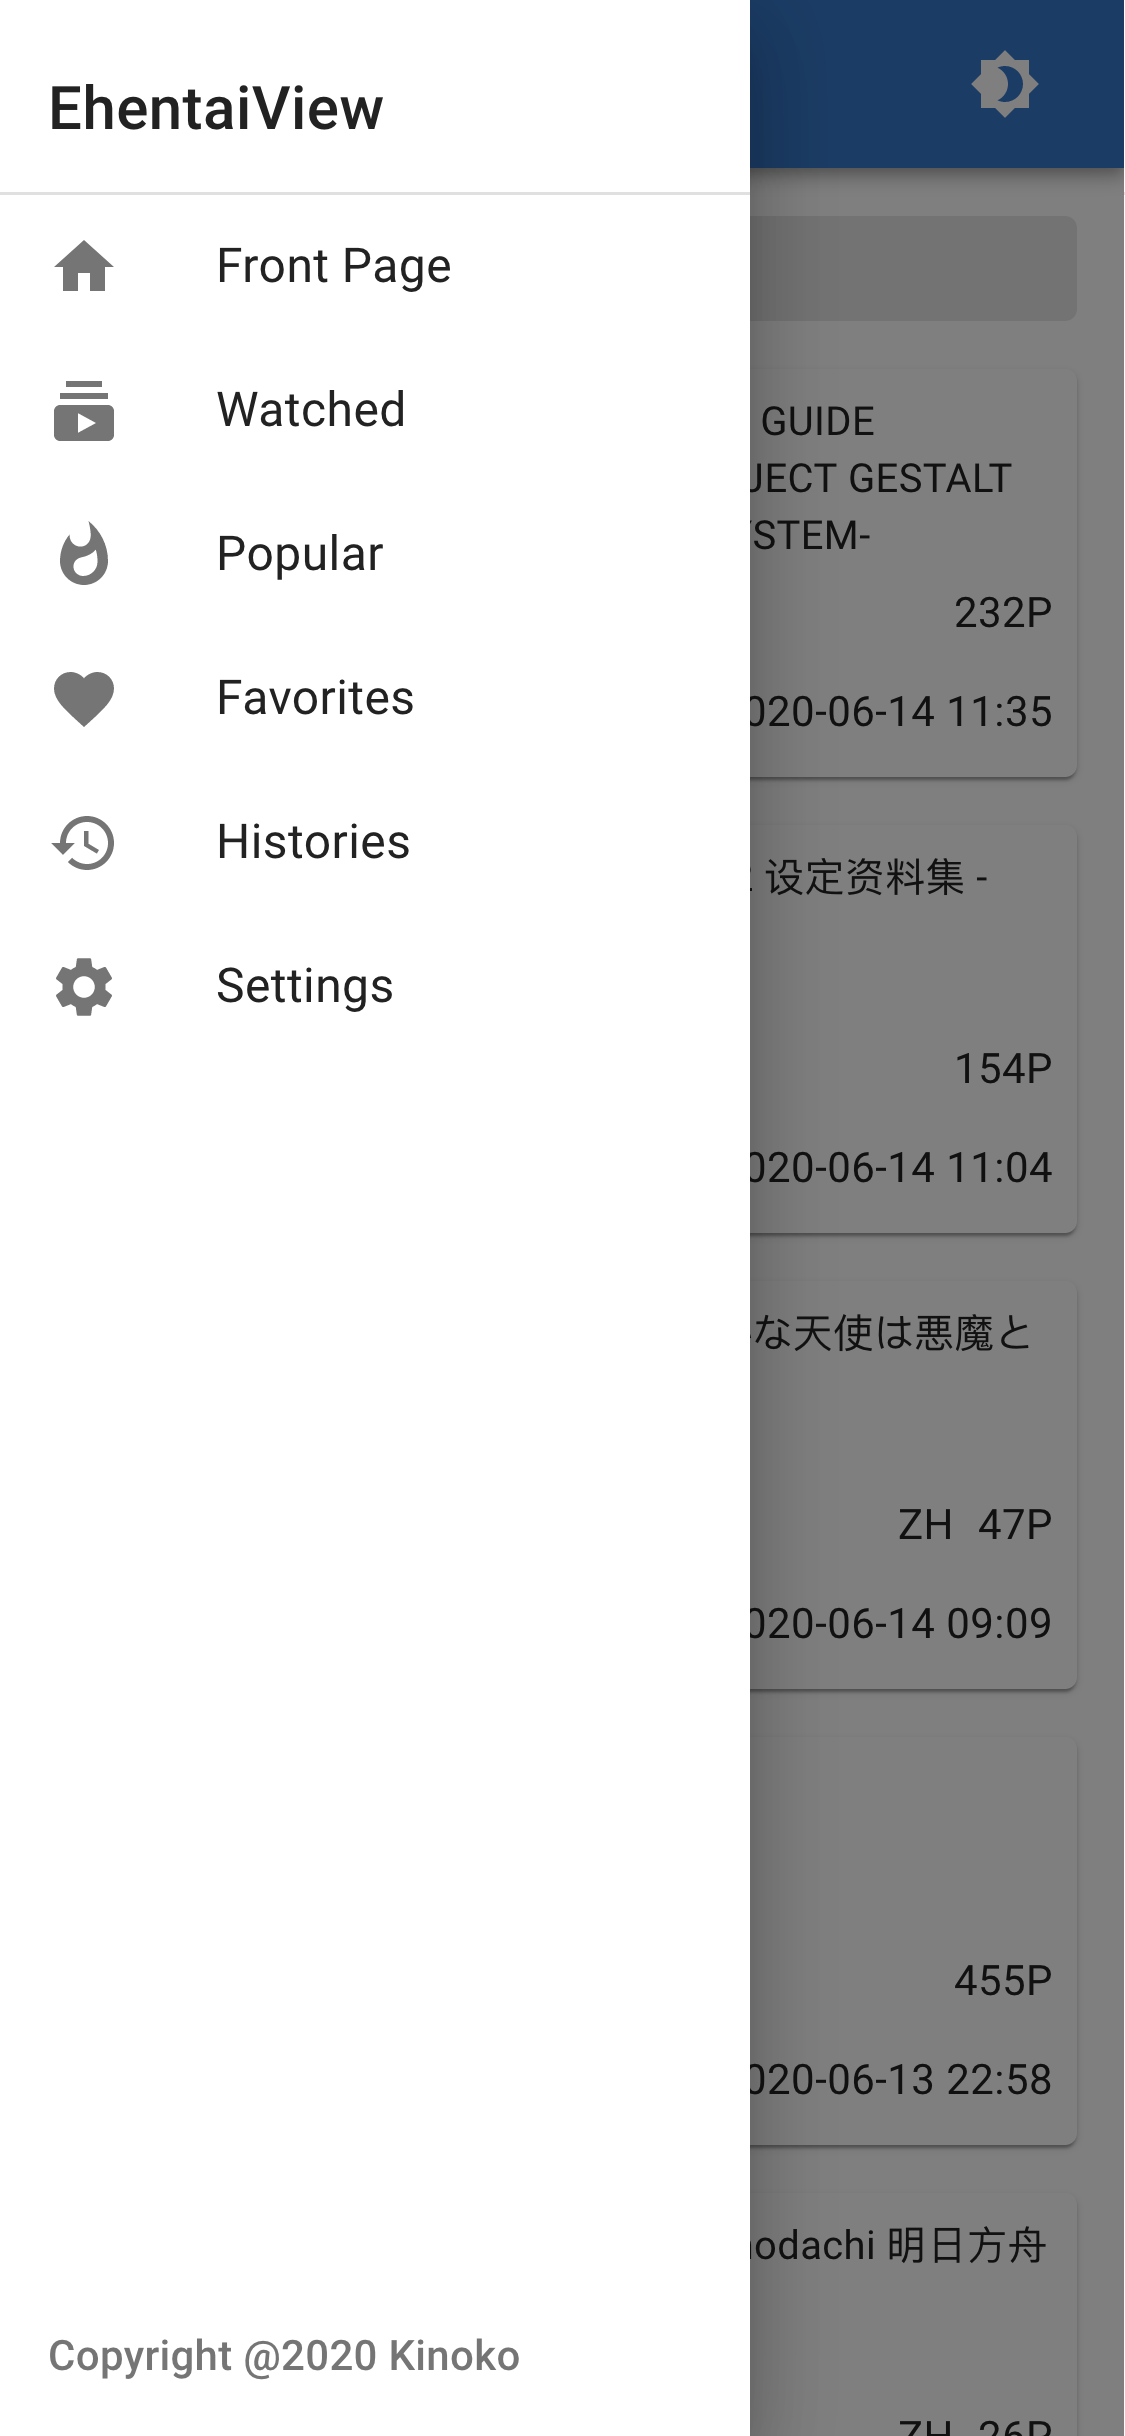 EhentaiView
Front Page
Watched
Popular
Favorites
Histories
Settings
Copyright @2020 Kinoko
GUIDE
JECT GESTALT
STEM-
232P
020-06-14 11:35
设定资料集 -
154P
020-06-14 11:04
な天使は悪魔と
ZH 47P
020-06-14 09:09
455P
020-06-13 22:58
odachi 明日方舟
ZH 26P